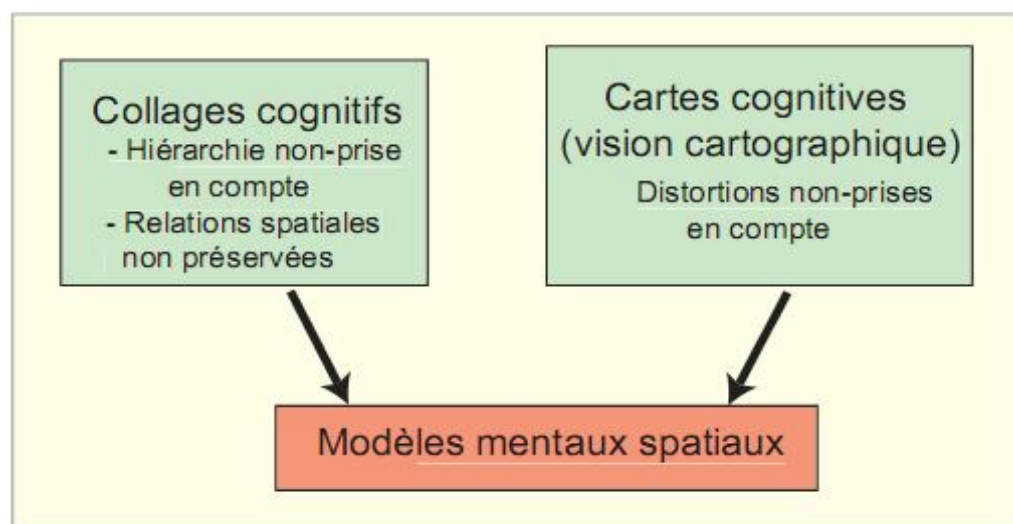 Collages cognitifs
- Hiérarchie non-prise
en compte
- Relations spatiales
non préservées
Cartes cognitives
(vision cartographique)
Distortions non-prises
en compte
Modèles mentaux spatiaux